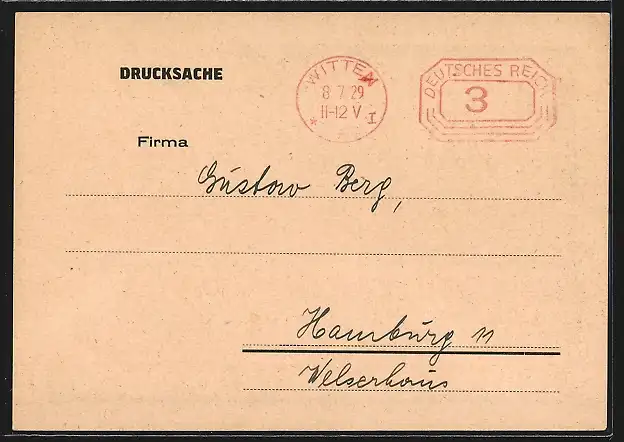 DRUCKSACHE
WITTEN
8 7 29
11-12 V
* I
DEUTSCHES REICH
3
Firma
Gustav Berg,
Hamburg 11
Welserhaus